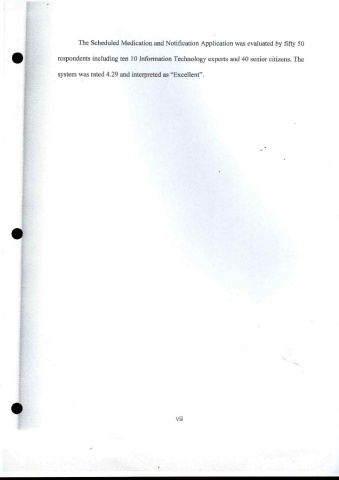 The Scheduled Medication and Notification Application was evaluated by fifty 50
respondents including ten 10 Information Technology experts and 40 senior citizens. The
system was rated 4.29 and interpreted as “Excellent”.
vii